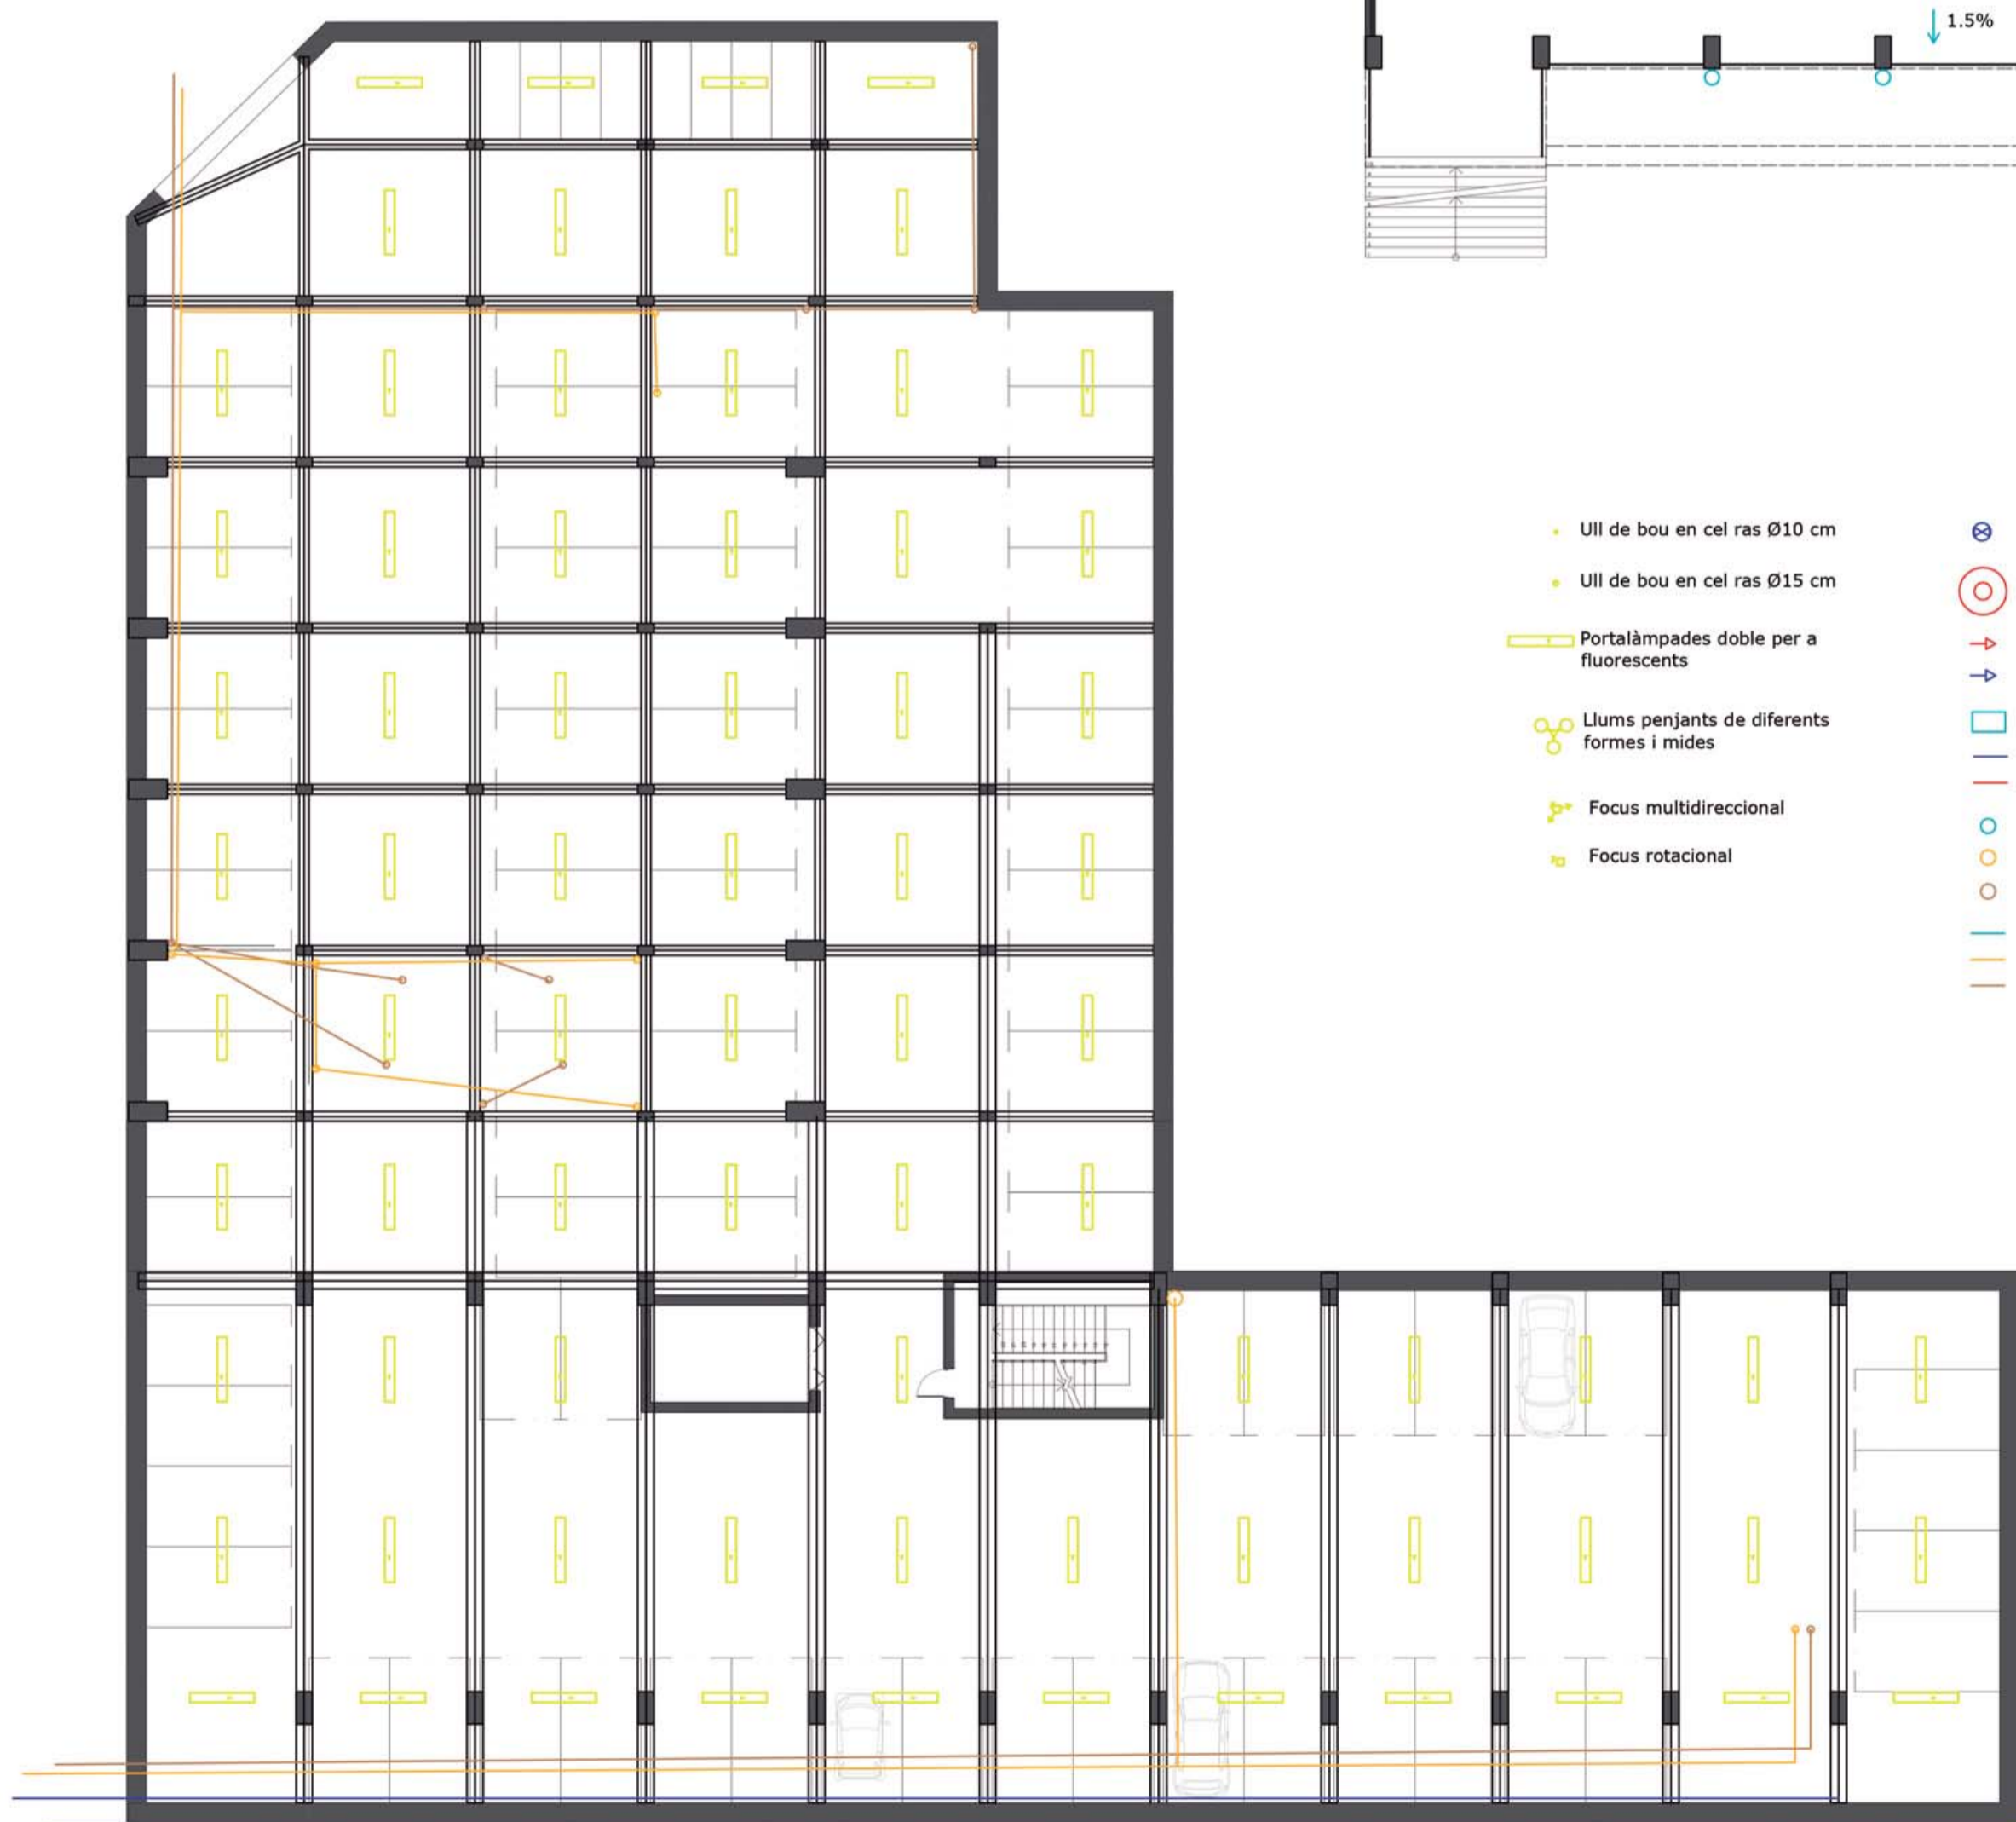 1.5%
Ull de bou en cel ras Ø10 cm
Ull de bou en cel ras Ø15 cm
Portalàmpades doble per a
fluorescents
Llums penjants de diferents
formes i mides
Focus multidireccional
Focus rotacional